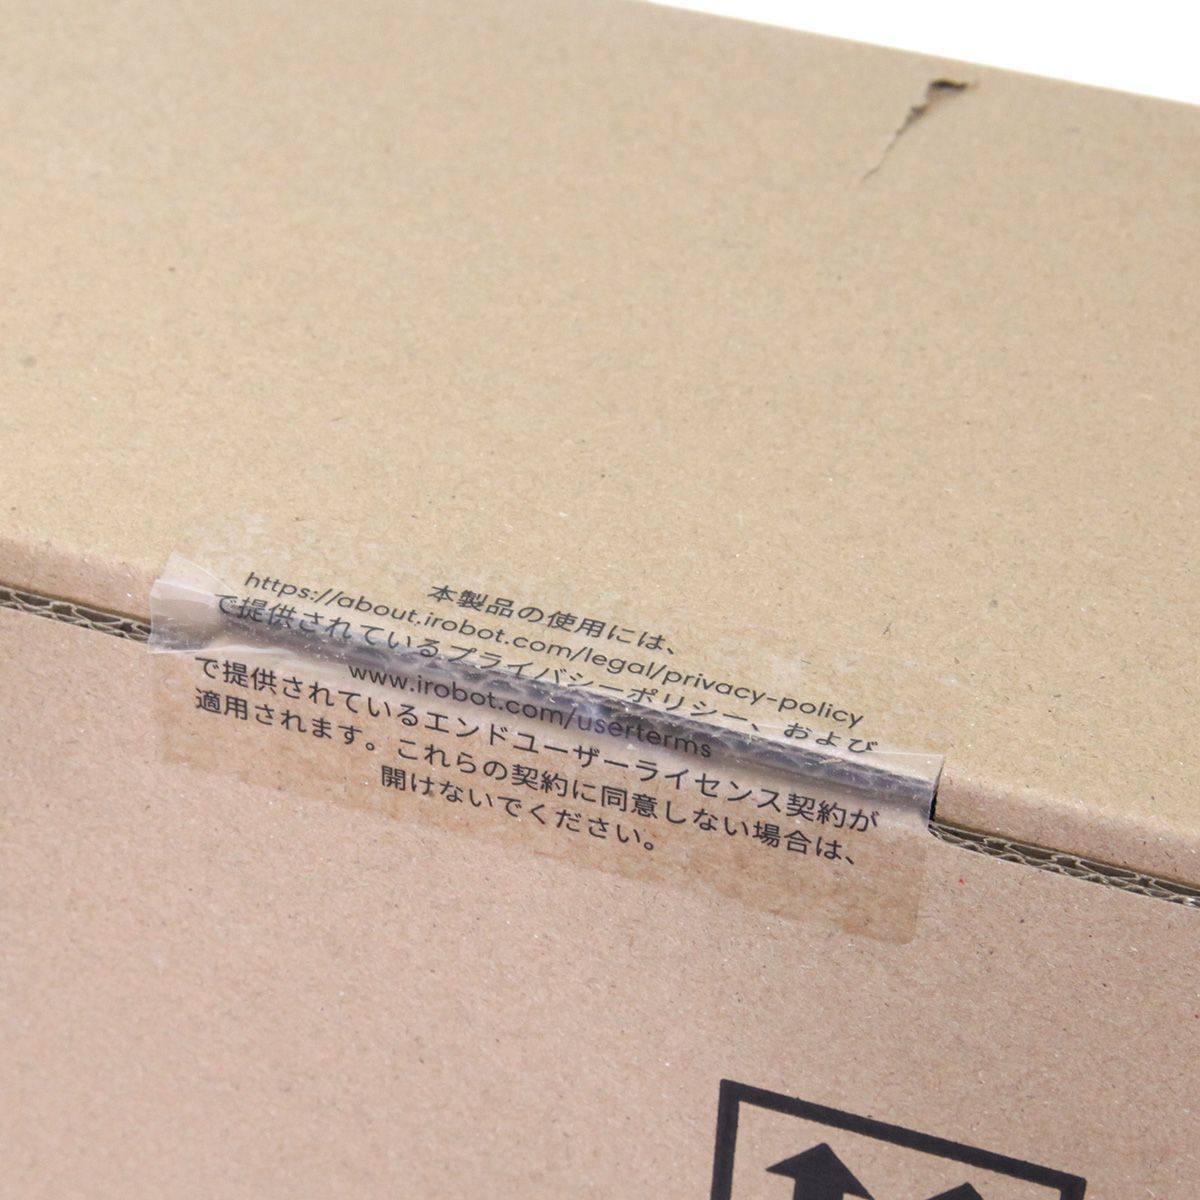 本製品の使用には、
https://about.irobot.com/legal/privacy-policy
で提供されているプライバシーポリシー、および
www.irobot.com/userterms
で提供されているエンドユーザーライセンス契約が
適用されます。これらの契約に同意しない場合は、
開けないでください。